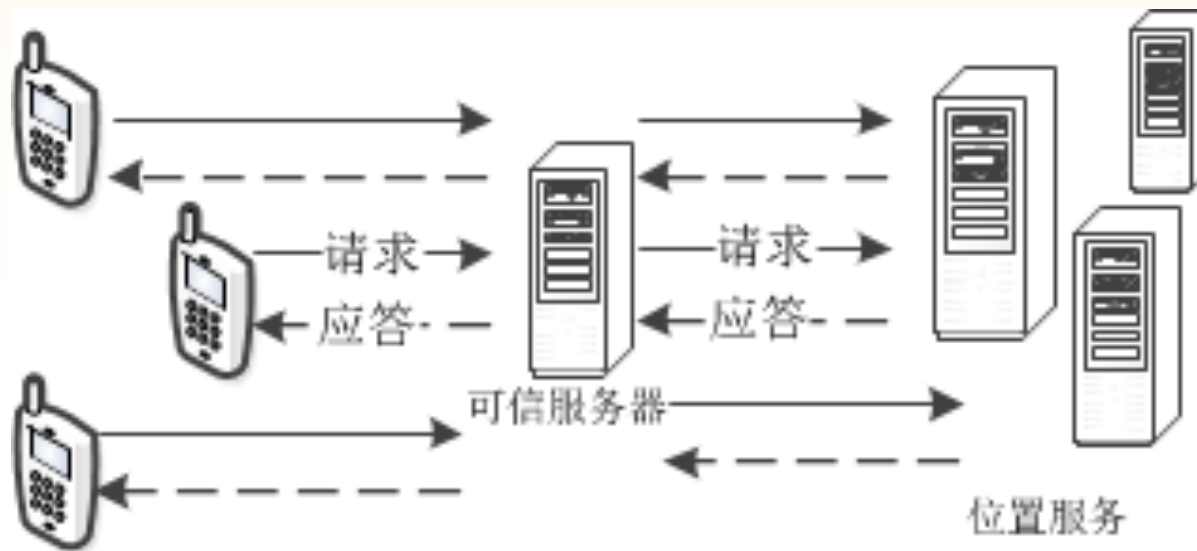 请求 请求
应答 应答
可信服务器
位置服务